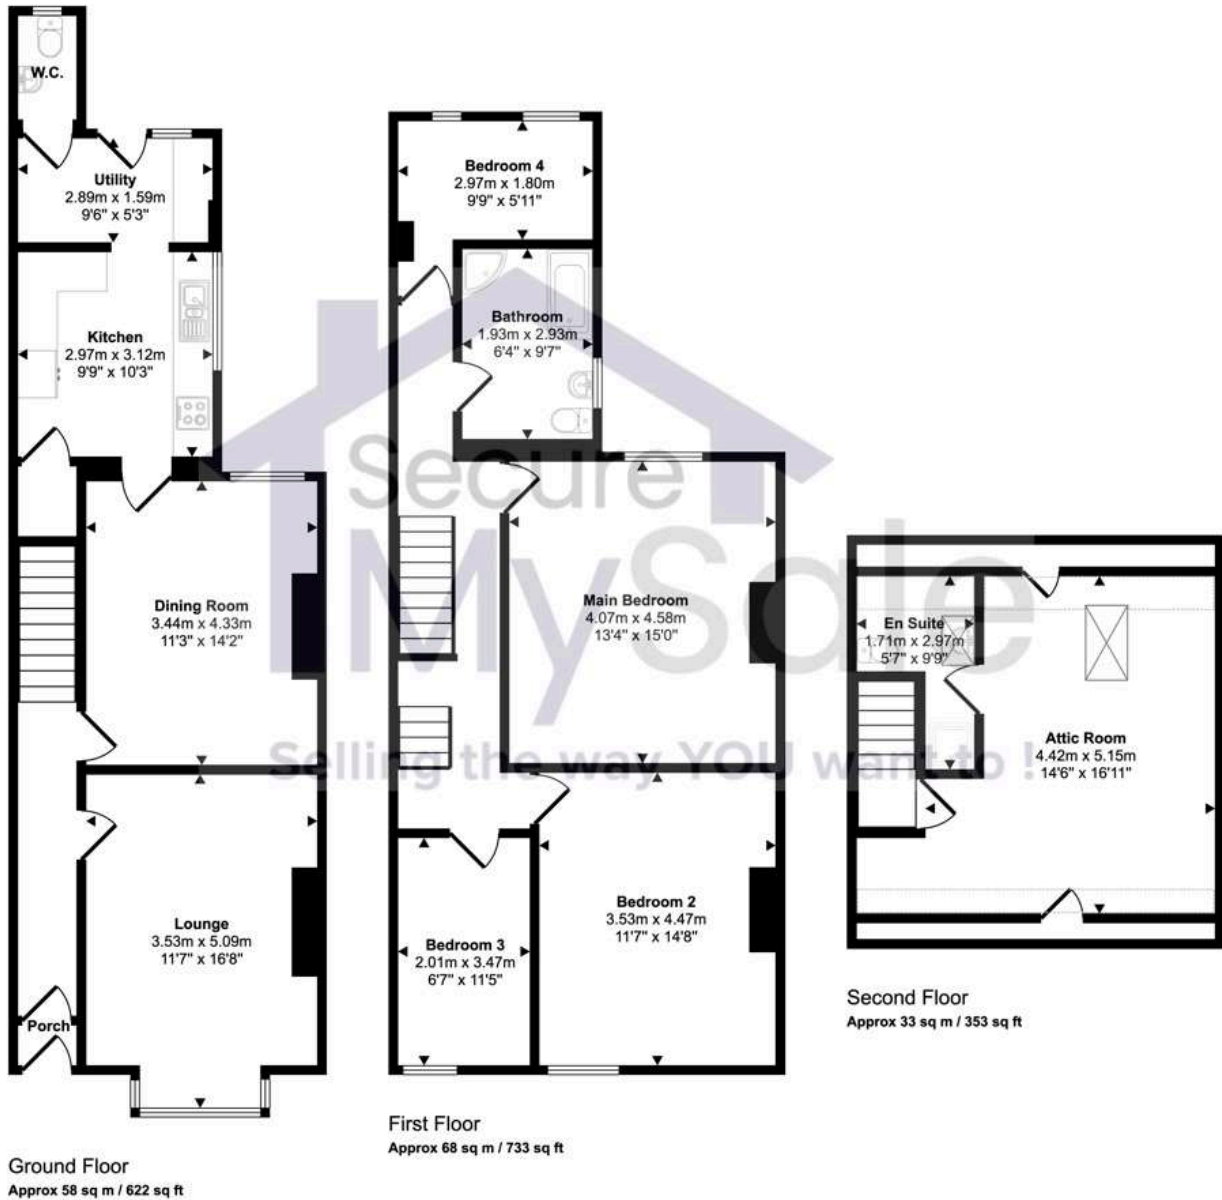 W.C.
Utility
2.89m x 1.59m
9'6" x 5'3"
Kitchen
2.97m x 3.12m
9'9" x 10'3"
Dining Room
3.44m x 4.33m
11'3" x 14'2"
Lounge
3.53m x 5.09m
11'7" x 16'8"
Porch
Ground Floor
Approx 58 sq m / 622 sq ft
Bedroom 4
2.97m x 1.80m
9'9" x 5'11"
Bathroom
1.93m x 2.93m
6'4" x 9'7"
Main Bedroom
4.07m x 4.58m
13'4" x 15'0"
Bedroom 2
3.53m x 4.47m
11'7" x 14'8"
Bedroom 3
2.01m x 3.47m
6'7" x 11'5"
First Floor
Approx 68 sq m / 733 sq ft
En Suite
1.71m x 2.97m
5'7" x 9'9"
Attic Room
4.42m x 5.15m
14'6" x 16'11"
Second Floor
Approx 33 sq m / 353 sq ft
Secure
MySale
Selling the way YOU want to !